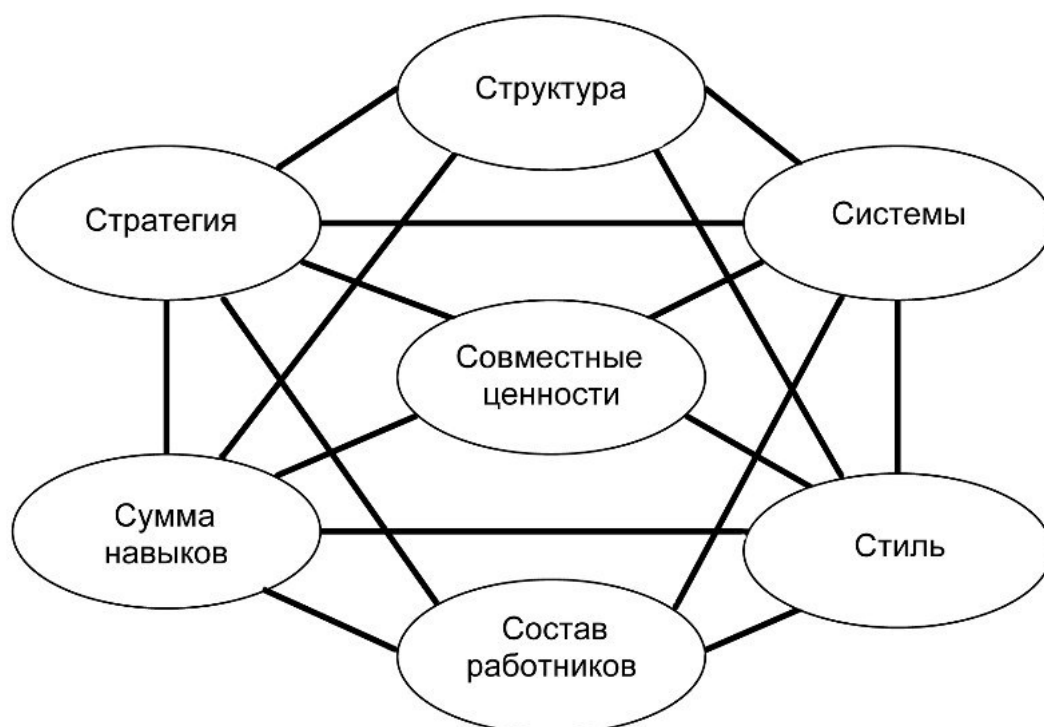 Структура
Стратегия
Системы
Совместные
ценности
Сумма
навыков
Стиль
Состав
работников